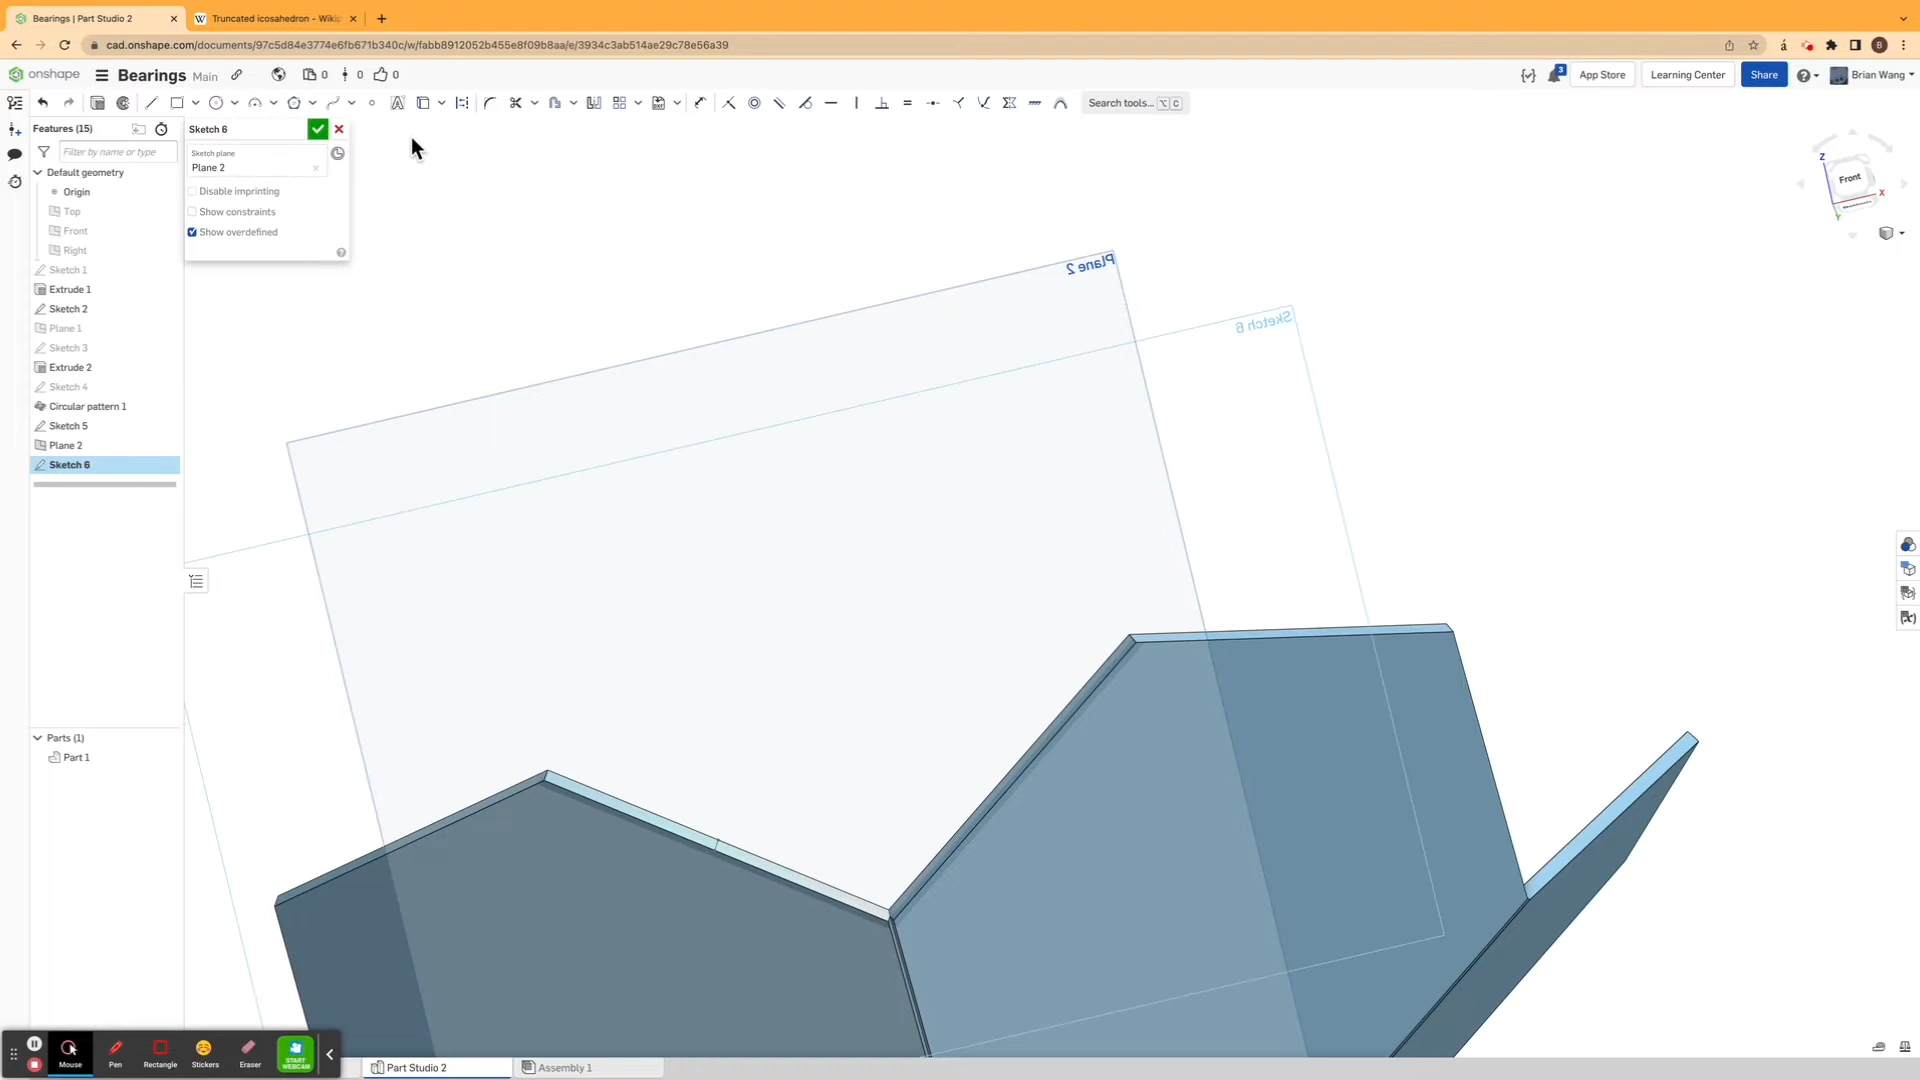 Bearings | Part Studio 2
Truncated icosahedron - Wikip
cad.onshape.com/documents/97c5d84e3774e6fb671b340c/w/fabb8912052b455e8f09b8aa/e/3934c3ab514ae29c78e56a39
B
onshape
Bearings Main
0
0
0
3
App Store
Learning Center
Share
Brian Wang
Search tools... ⌥ C
Features (15)
Filter by name or type
Default geometry
Origin
Top
Front
Right
Sketch 1
Extrude 1
Sketch 2
Plane 1
Sketch 3
Extrude 2
Sketch 4
Circular pattern 1
Sketch 5
Plane 2
Sketch 6
Sketch 6
Sketch plane
Plane 2
Disable imprinting
Show constraints
Show overdefined
Plane 2
Sketch 6
Z
Front
X
Y
Parts (1)
Part 1
Mouse
Pen
Rectangle
Stickers
Eraser
START
WEBCAM
Part Studio 2
Assembly 1